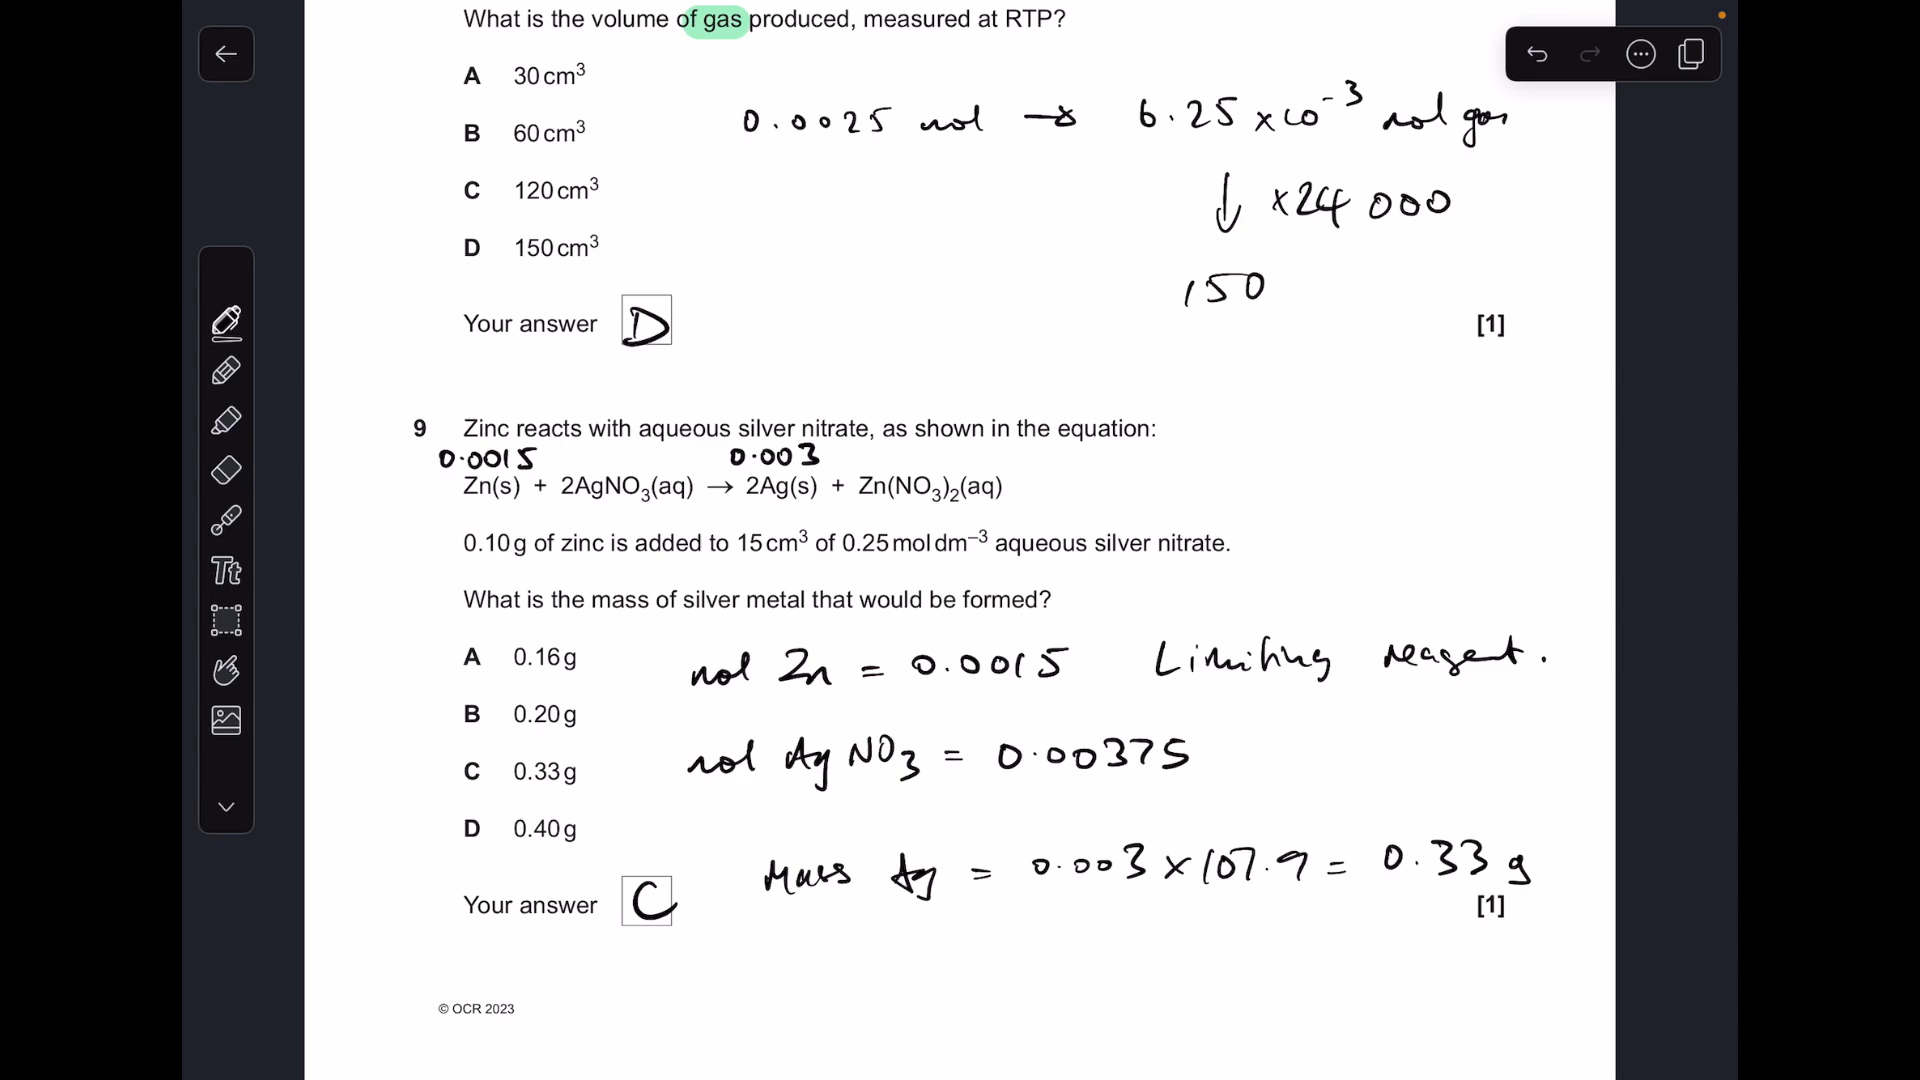 What is the volume of gas produced, measured at RTP?
A 30 cm³
0.0025 mol → 6.25 × 10⁻³ mol gas
B 60 cm³
C 120 cm³
↓ ×24 000
D 150 cm³
150
Your answer D [1]
9 Zinc reacts with aqueous silver nitrate, as shown in the equation:
0.0015 0.003
Zn(s) + 2AgNO₃(aq) → 2Ag(s) + Zn(NO₃)₂(aq)
0.10 g of zinc is added to 15 cm³ of 0.25 mol dm⁻³ aqueous silver nitrate.
What is the mass of silver metal that would be formed?
A 0.16 g
mol Zn = 0.0015 Limiting reagent.
B 0.20 g
mol AgNO₃ = 0.00375
C 0.33 g
D 0.40 g
Mass Ag = 0.003 × 107.9 = 0.33 g
Your answer C [1]
© OCR 2023
Tt